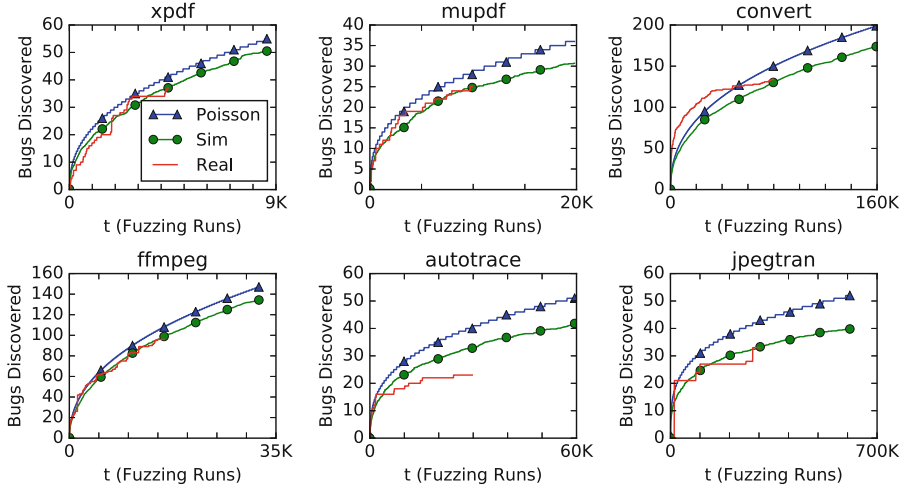 xpdf
mupdf
convert
Bugs Discovered
60
50
40
30
20
10
0
Poisson
Sim
Real
0
9K
t (Fuzzing Runs)
Bugs Discovered
40
35
30
25
20
15
10
5
0
0
20K
t (Fuzzing Runs)
Bugs Discovered
200
150
100
50
0
0
160K
t (Fuzzing Runs)
ffmpeg
autotrace
jpegtran
Bugs Discovered
160
140
120
100
80
60
40
20
0
0
35K
t (Fuzzing Runs)
Bugs Discovered
60
50
40
30
20
10
0
0
60K
t (Fuzzing Runs)
Bugs Discovered
60
50
40
30
20
10
0
0
700K
t (Fuzzing Runs)